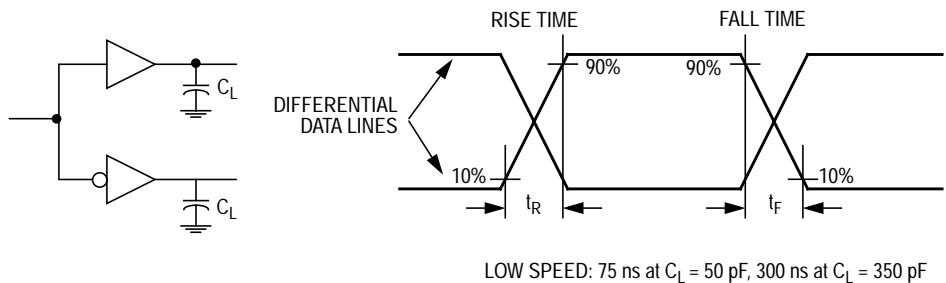 RISE TIME
FALL TIME
C_L
90%
90%
DIFFERENTIAL
DATA LINES
10%
10%
C_L
t_R
t_F
LOW SPEED: 75 ns at C_L = 50 pF, 300 ns at C_L = 350 pF